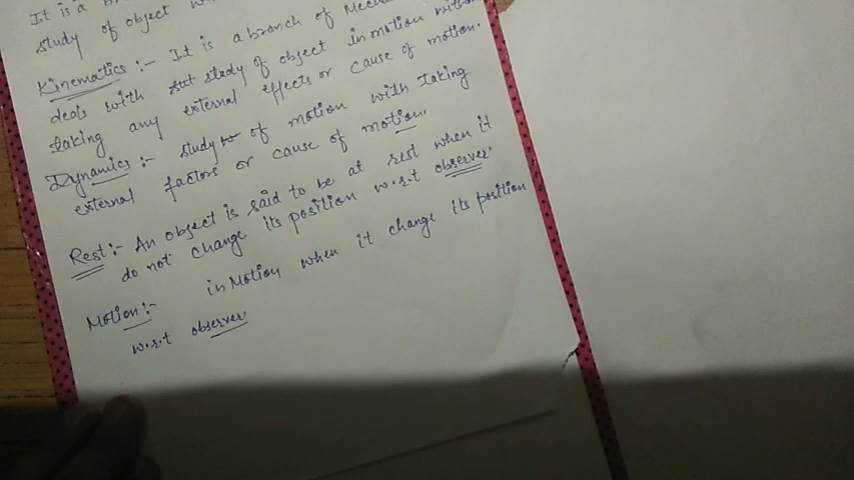 It is a b
study of object
Kinematics :- It is a branch of Mec
deals with study of object in motion witho
taking any external effects or cause of motion.
Dynamics :- study of motion with taking
external factors or cause of motion.
Rest :- An object is said to be at rest when it
do not change its position w.r.t observer.
Motion :- in Motion when it change its position
w.r.t observer.